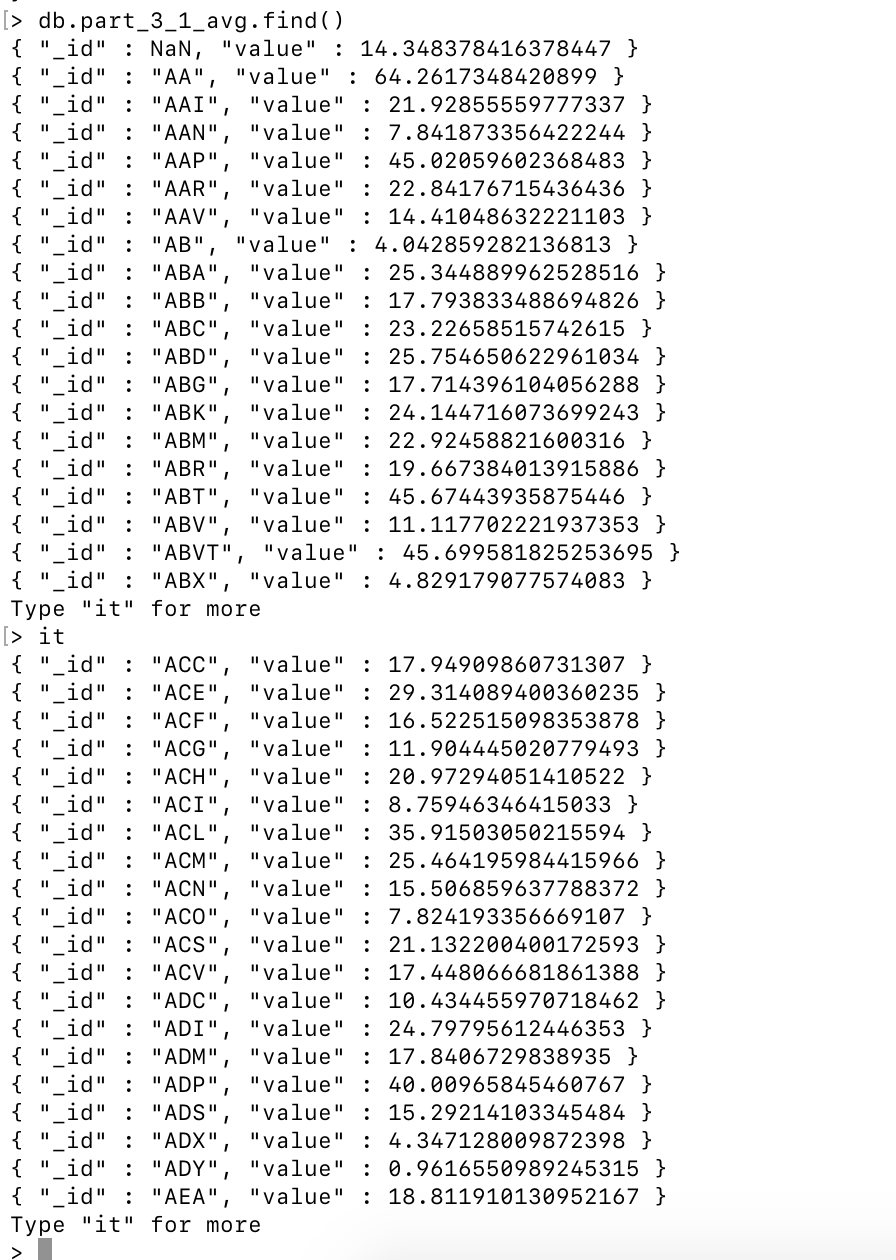 [> db.part_3_1_avg.find()
{ "_id" : NaN, "value" : 14.348378416378447 }
{ "_id" : "AA", "value" : 64.2617348420899 }
{ "_id" : "AAI", "value" : 21.92855559777337 }
{ "_id" : "AAN", "value" : 7.841873356422244 }
{ "_id" : "AAP", "value" : 45.02059602368483 }
{ "_id" : "AAR", "value" : 22.84176715436436 }
{ "_id" : "AAV", "value" : 14.41048632221103 }
{ "_id" : "AB", "value" : 4.042859282136813 }
{ "_id" : "ABA", "value" : 25.344889962528516 }
{ "_id" : "ABB", "value" : 17.793833488694826 }
{ "_id" : "ABC", "value" : 23.22658515742615 }
{ "_id" : "ABD", "value" : 25.754650622961034 }
{ "_id" : "ABG", "value" : 17.714396104056288 }
{ "_id" : "ABK", "value" : 24.144716073699243 }
{ "_id" : "ABM", "value" : 22.92458821600316 }
{ "_id" : "ABR", "value" : 19.667384013915886 }
{ "_id" : "ABT", "value" : 45.67443935875446 }
{ "_id" : "ABV", "value" : 11.117702221937353 }
{ "_id" : "ABVT", "value" : 45.699581825253695 }
{ "_id" : "ABX", "value" : 4.829179077574083 }
Type "it" for more
[> it
{ "_id" : "ACC", "value" : 17.94909860731307 }
{ "_id" : "ACE", "value" : 29.314089400360235 }
{ "_id" : "ACF", "value" : 16.522515098353878 }
{ "_id" : "ACG", "value" : 11.904445020779493 }
{ "_id" : "ACH", "value" : 20.97294051410522 }
{ "_id" : "ACI", "value" : 8.75946346415033 }
{ "_id" : "ACL", "value" : 35.91503050215594 }
{ "_id" : "ACM", "value" : 25.464195984415966 }
{ "_id" : "ACN", "value" : 15.506859637788372 }
{ "_id" : "ACO", "value" : 7.824193356669107 }
{ "_id" : "ACS", "value" : 21.132200400172593 }
{ "_id" : "ACV", "value" : 17.448066681861388 }
{ "_id" : "ADC", "value" : 10.434455970718462 }
{ "_id" : "ADI", "value" : 24.79795612446353 }
{ "_id" : "ADM", "value" : 17.8406729838935 }
{ "_id" : "ADP", "value" : 40.00965845460767 }
{ "_id" : "ADS", "value" : 15.29214103345484 }
{ "_id" : "ADX", "value" : 4.347128009872398 }
{ "_id" : "ADY", "value" : 0.9616550989245315 }
{ "_id" : "AEA", "value" : 18.811910130952167 }
Type "it" for more
>